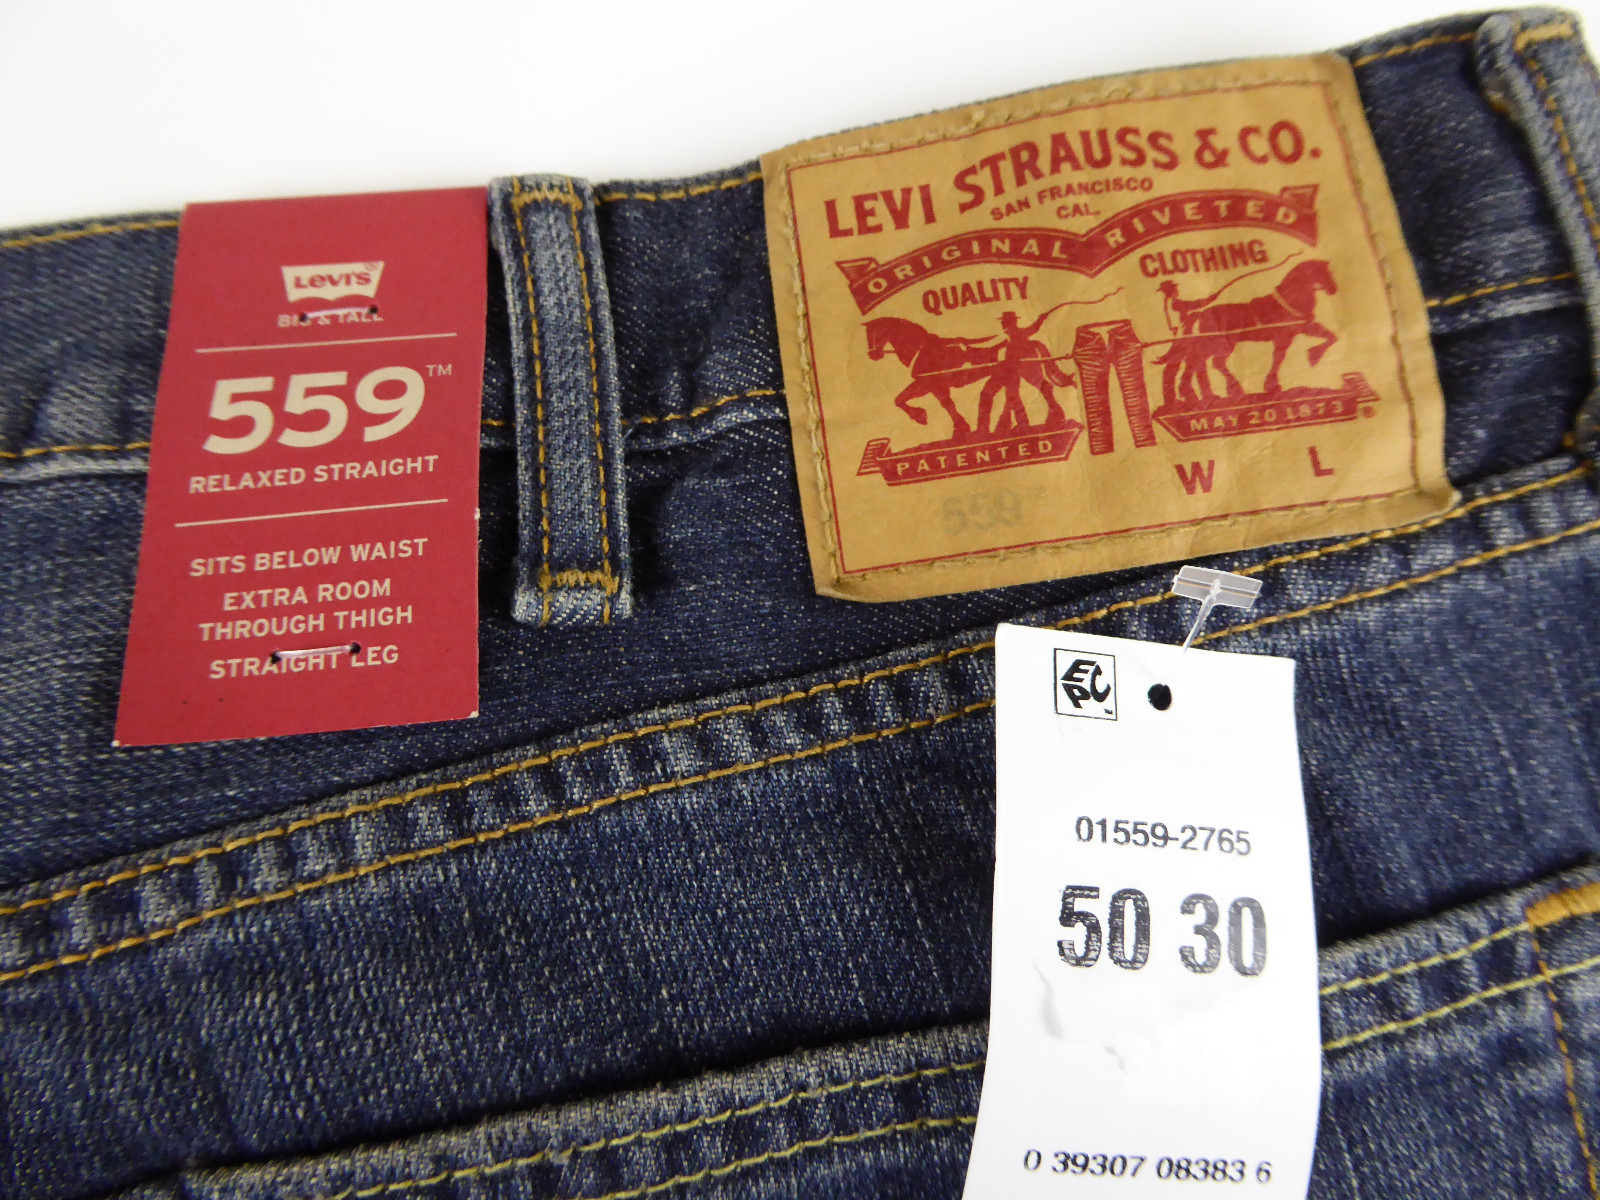 Levi's®
BIG & TALL
559™
RELAXED STRAIGHT
SITS BELOW WAIST
EXTRA ROOM
THROUGH THIGH
STRAIGHT LEG
LEVI STRAUSS & CO.
SAN FRANCISCO
CAL.
ORIGINAL RIVETED
QUALITY CLOTHING
PATENTED MAY 20 1873
559 W L
EPC
01559-2765
50 30
0 39307 08383 6